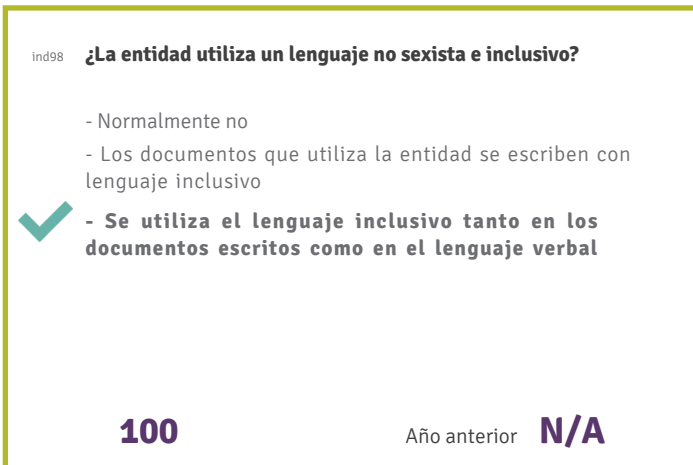 ind98 ¿La entidad utiliza un lenguaje no sexista e inclusivo?
- Normalmente no
- Los documentos que utiliza la entidad se escriben con
lenguaje inclusivo
- Se utiliza el lenguaje inclusivo tanto en los
documentos escritos como en el lenguaje verbal
100 Año anterior N/A